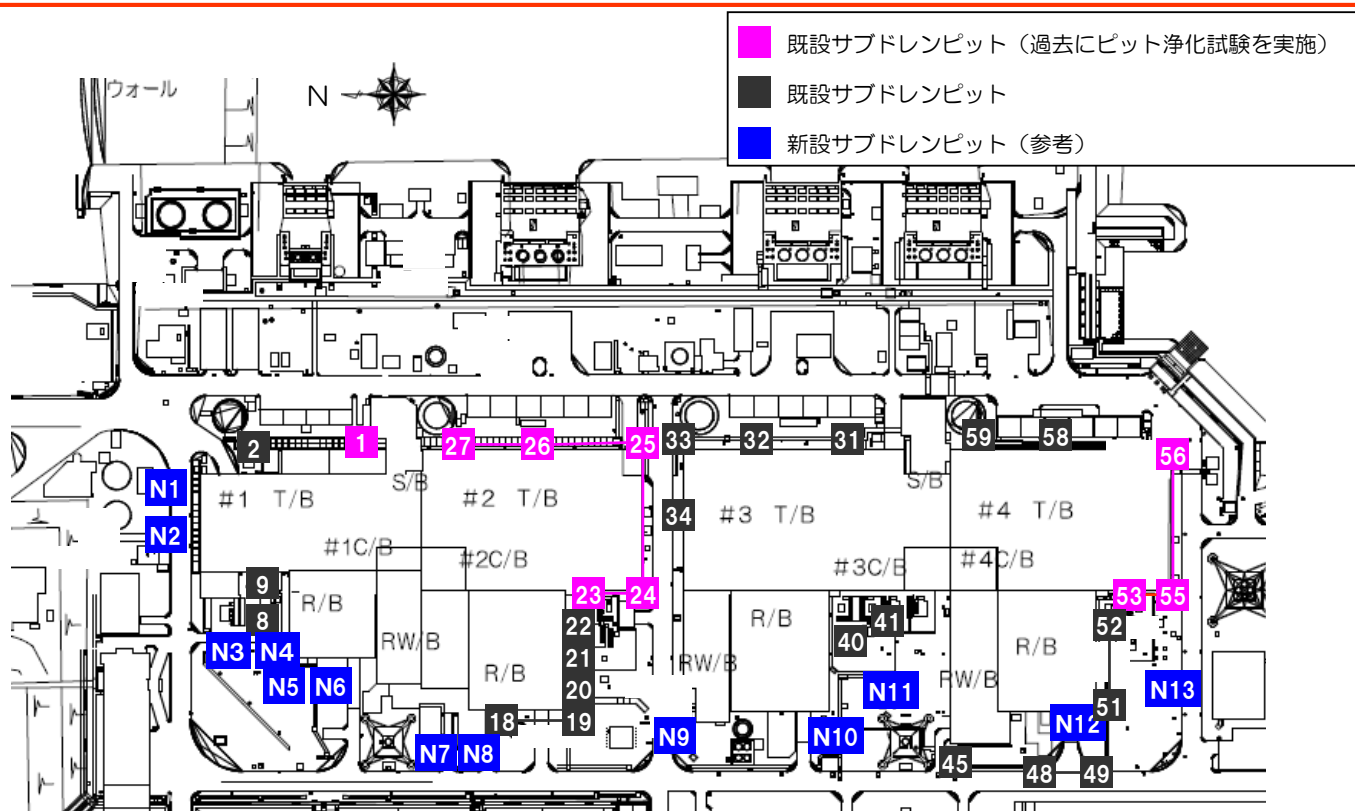 既設サブドレンピット（過去にピット浄化試験を実施）
既設サブドレンピット
新設サブドレンピット（参考）
ウォール
N
2 1 27 26 25 33 32 31 59 58 56
S/B S/B
N1
#1 T/B #2 T/B #3 T/B #4 T/B
34
N2
#1C/B #2C/B #3C/B #4C/B
9 23 24 53 55
R/B R/B
8 22 41 52
40
N3 N4 RW/B 21 R/B
N5 N6 R/B RW/B RW/B
20 N11 N13
51
18 19 N12
N9 N10
N7 N8 45
48 49